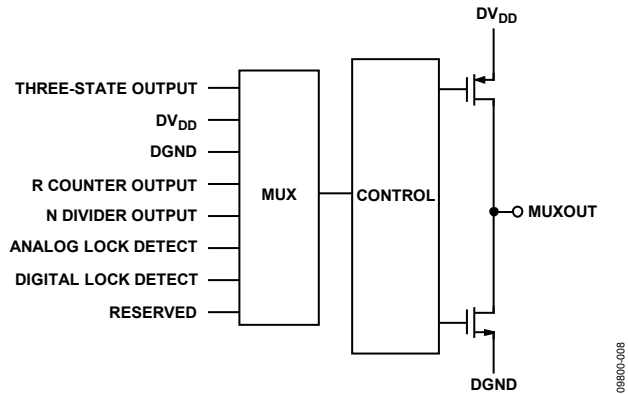 DVDD
THREE-STATE OUTPUT
DVDD
DGND
R COUNTER OUTPUT
N DIVIDER OUTPUT
ANALOG LOCK DETECT
DIGITAL LOCK DETECT
RESERVED
MUX
CONTROL
MUXOUT
DGND
09800-008